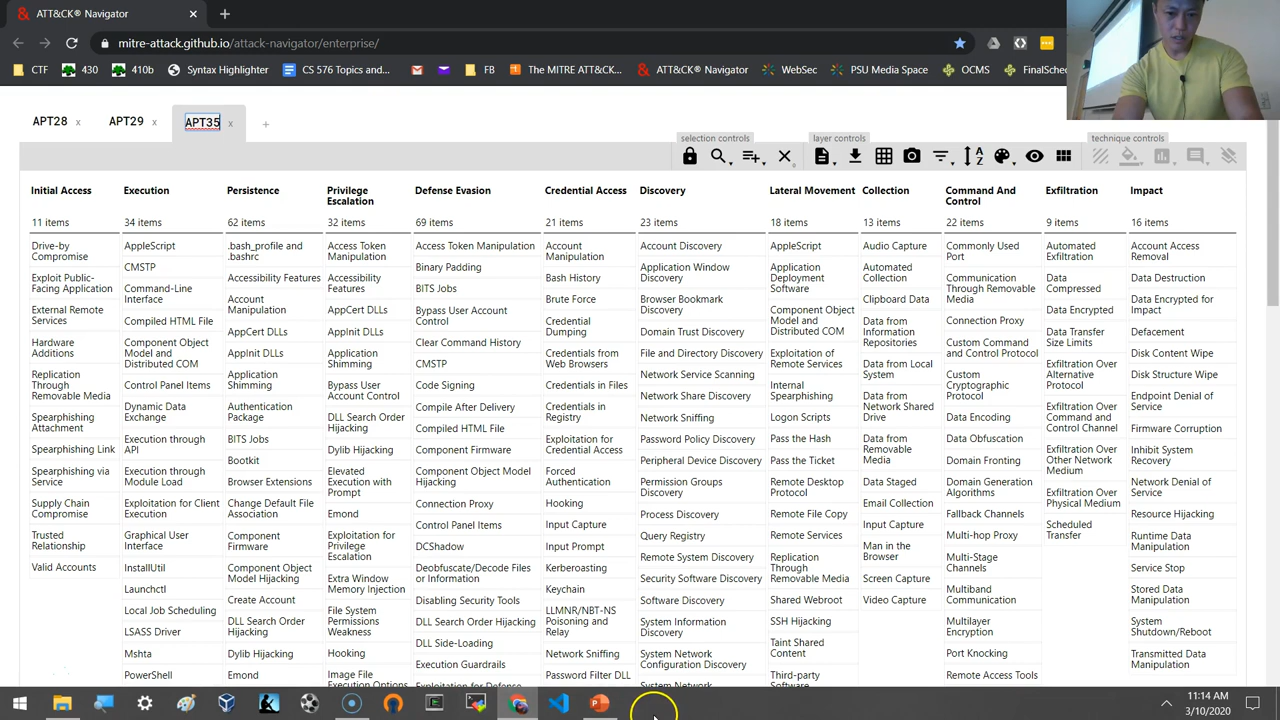 ATT&CK® Navigator
mitre-attack.github.io/attack-navigator/enterprise/
CTF
430
410b
Syntax Highlighter
CS 576 Topics and...
FB
The MITRE ATT&CK...
ATT&CK® Navigator
WebSec
PSU Media Space
OCMS
FinalSched
APT28 x
APT29 x
APT35 x
+
selection controls
layer controls
technique controls
Initial Access
11 items
Drive-by
Compromise
Exploit Public-
Facing Application
External Remote
Services
Hardware
Additions
Replication
Through
Removable Media
Spearphishing
Attachment
Spearphishing Link
Spearphishing via
Service
Supply Chain
Compromise
Trusted
Relationship
Valid Accounts
Execution
34 items
AppleScript
CMSTP
Command-Line
Interface
Compiled HTML File
Component Object
Model and
Distributed COM
Control Panel Items
Dynamic Data
Exchange
Execution through
API
Execution through
Module Load
Exploitation for Client
Execution
Graphical User
Interface
InstallUtil
Launchctl
Local Job Scheduling
LSASS Driver
Mshta
PowerShell
Persistence
62 items
.bash_profile and
.bashrc
Accessibility Features
Account
Manipulation
AppCert DLLs
AppInit DLLs
Application
Shimming
Authentication
Package
BITS Jobs
Bootkit
Browser Extensions
Change Default File
Association
Component
Firmware
Component Object
Model Hijacking
Create Account
DLL Search Order
Hijacking
Dylib Hijacking
Emond
Privilege
Escalation
32 items
Access Token
Manipulation
Accessibility
Features
AppCert DLLs
AppInit DLLs
Application
Shimming
Bypass User
Account Control
DLL Search Order
Hijacking
Dylib Hijacking
Elevated
Execution with
Prompt
Emond
Exploitation for
Privilege
Escalation
Extra Window
Memory Injection
File System
Permissions
Weakness
Hooking
Image File
Execution Options
Defense Evasion
69 items
Access Token Manipulation
Binary Padding
BITS Jobs
Bypass User Account
Control
Clear Command History
CMSTP
Code Signing
Compile After Delivery
Compiled HTML File
Component Firmware
Component Object Model
Hijacking
Connection Proxy
Control Panel Items
DCShadow
Deobfuscate/Decode Files
or Information
Disabling Security Tools
DLL Search Order Hijacking
DLL Side-Loading
Execution Guardrails
Exploitation for Defense
Credential Access
21 items
Account
Manipulation
Bash History
Brute Force
Credential
Dumping
Credentials from
Web Browsers
Credentials in Files
Credentials in
Registry
Exploitation for
Credential Access
Forced
Authentication
Hooking
Input Capture
Input Prompt
Kerberoasting
Keychain
LLMNR/NBT-NS
Poisoning and
Relay
Network Sniffing
Password Filter DLL
Discovery
23 items
Account Discovery
Application Window
Discovery
Browser Bookmark
Discovery
Domain Trust Discovery
File and Directory Discovery
Network Service Scanning
Network Share Discovery
Network Sniffing
Password Policy Discovery
Peripheral Device Discovery
Permission Groups
Discovery
Process Discovery
Query Registry
Remote System Discovery
Security Software Discovery
Software Discovery
System Information
Discovery
System Network
Configuration Discovery
System Network
Lateral Movement
18 items
AppleScript
Application
Deployment
Software
Component Object
Model and
Distributed COM
Exploitation of
Remote Services
Internal
Spearphishing
Logon Scripts
Pass the Hash
Pass the Ticket
Remote Desktop
Protocol
Remote File Copy
Remote Services
Replication
Through
Removable Media
Shared Webroot
SSH Hijacking
Taint Shared
Content
Third-party
Software
Collection
13 items
Audio Capture
Automated
Collection
Clipboard Data
Data from
Information
Repositories
Data from Local
System
Data from
Network Shared
Drive
Data from
Removable
Media
Data Staged
Email Collection
Input Capture
Man in the
Browser
Screen Capture
Video Capture
Command And
Control
22 items
Commonly Used
Port
Communication
Through Removable
Media
Connection Proxy
Custom Command
and Control Protocol
Custom
Cryptographic
Protocol
Data Encoding
Data Obfuscation
Domain Fronting
Domain Generation
Algorithms
Fallback Channels
Multi-hop Proxy
Multi-Stage
Channels
Multiband
Communication
Multilayer
Encryption
Port Knocking
Remote Access Tools
Exfiltration
9 items
Automated
Exfiltration
Data
Compressed
Data Encrypted
Data Transfer
Size Limits
Exfiltration Over
Alternative
Protocol
Exfiltration Over
Command and
Control Channel
Exfiltration Over
Other Network
Medium
Exfiltration Over
Physical Medium
Scheduled
Transfer
Impact
16 items
Account Access
Removal
Data Destruction
Data Encrypted for
Impact
Defacement
Disk Content Wipe
Disk Structure Wipe
Endpoint Denial of
Service
Firmware Corruption
Inhibit System
Recovery
Network Denial of
Service
Resource Hijacking
Runtime Data
Manipulation
Service Stop
Stored Data
Manipulation
System
Shutdown/Reboot
Transmitted Data
Manipulation
11:14 AM
3/10/2020